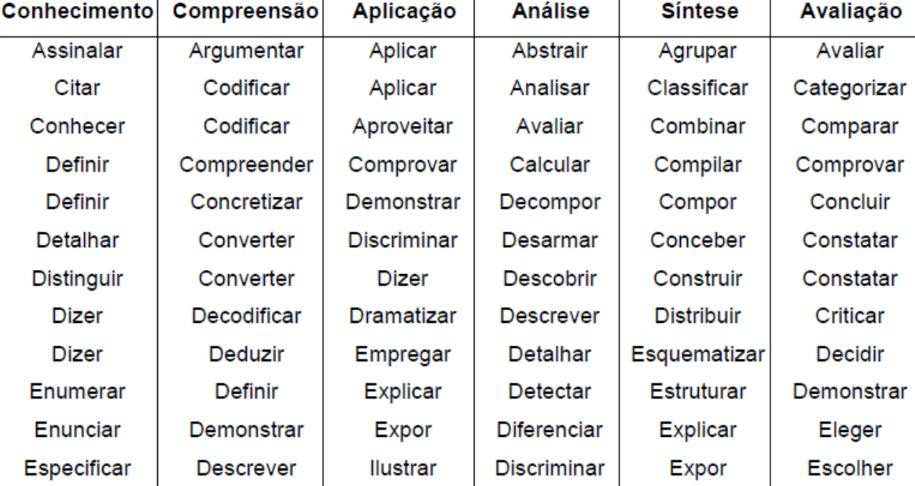 Conhecimento Compreensão Aplicação Análise Síntese Avaliação
Assinalar Argumentar Aplicar Abstrair Agrupar Avaliar
Citar Codificar Aplicar Analisar Classificar Categorizar
Conhecer Codificar Aproveitar Avaliar Combinar Comparar
Definir Compreender Comprovar Calcular Compilar Comprovar
Definir Concretizar Demonstrar Decompor Compor Concluir
Detalhar Converter Discriminar Desarmar Conceber Constatar
Distinguir Converter Dizer Descobrir Construir Constatar
Dizer Decodificar Dramatizar Descrever Distribuir Criticar
Dizer Deduzir Empregar Detalhar Esquematizar Decidir
Enumerar Definir Explicar Detectar Estruturar Demonstrar
Enunciar Demonstrar Expor Diferenciar Explicar Eleger
Especificar Descrever Ilustrar Discriminar Expor Escolher